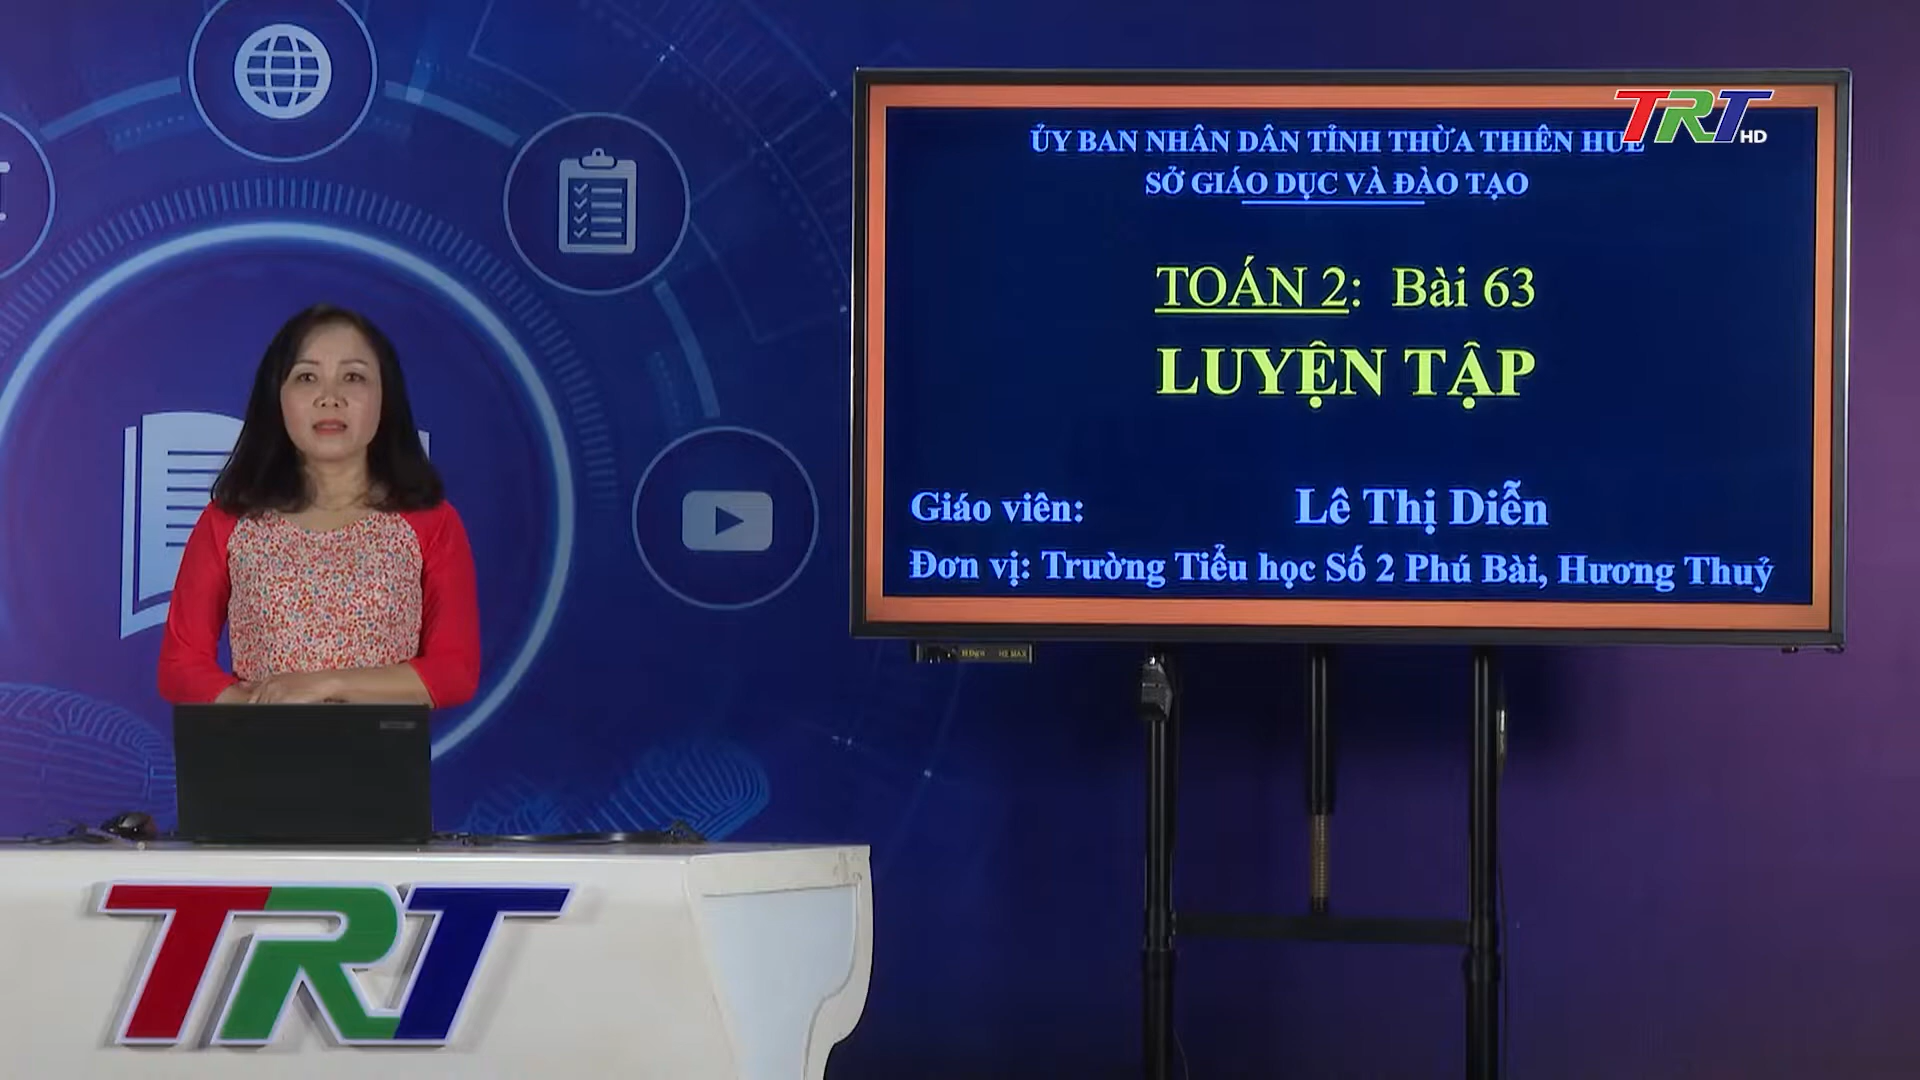 TRT HD
ỦY BAN NHÂN DÂN TỈNH THỪA THIÊN HUẾ
SỞ GIÁO DỤC VÀ ĐÀO TẠO
TOÁN 2: Bài 63
LUYỆN TẬP
Giáo viên: Lê Thị Diễn
Đơn vị: Trường Tiểu học Số 2 Phú Bài, Hương Thuỷ
TRT